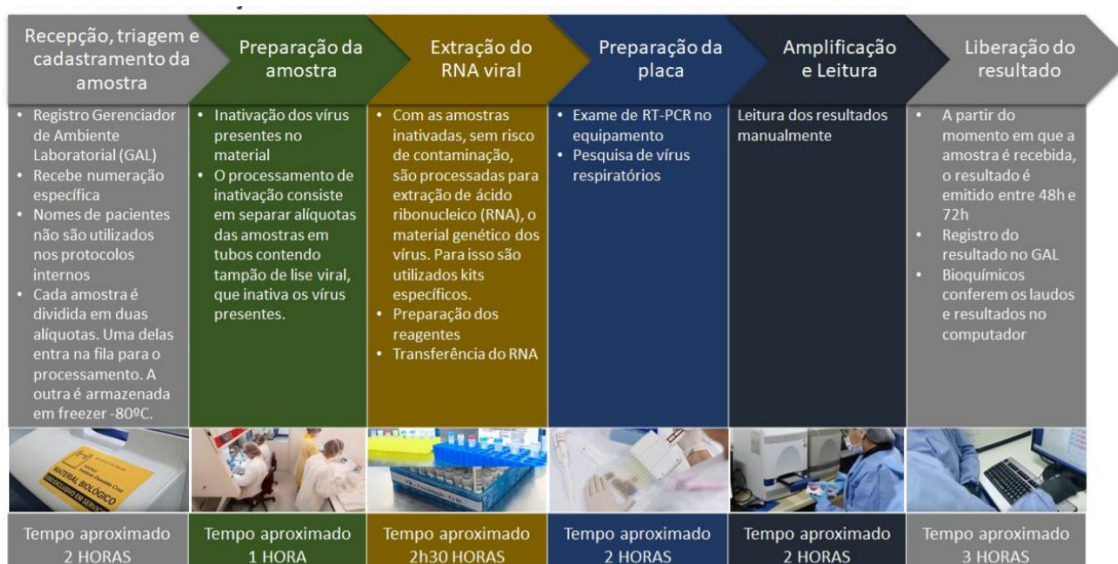 Recepção, triagem e
cadastramento da
amostra
Preparação da
amostra
Extração do
RNA viral
Preparação da
placa
Amplificação
e Leitura
Liberação do
resultado
• Registro Gerenciador
de Ambiente
Laboratorial (GAL)
• Recebe numeração
específica
• Nomes de pacientes
não são utilizados
nos protocolos
internos
• Cada amostra é
dividida em duas
alíquotas. Uma delas
entra na fila para o
processamento. A
outra é armazenada
em freezer -80ºC.
• Inativação dos vírus
presentes no
material
• O processamento de
inativação consiste
em separar alíquotas
das amostras em
tubos contendo
tampão de lise viral,
que inativa os vírus
presentes.
• Com as amostras
inativadas, sem risco
de contaminação,
são processadas para
extração de ácido
ribonucleico (RNA), o
material genético dos
vírus. Para isso são
utilizados kits
específicos.
• Preparação dos
reagentes
• Transferência do RNA
• Exame de RT-PCR no
equipamento
• Pesquisa de vírus
respiratórios
Leitura dos resultados
manualmente
• A partir do
momento em que a
amostra é recebida,
o resultado é
emitido entre 48h e
72h
• Registro do
resultado no GAL
• Bioquímicos
conferem os laudos
e resultados no
computador
MATERIAL BIOLÓGICO
Tempo aproximado
2 HORAS
Tempo aproximado
1 HORA
Tempo aproximado
2h30 HORAS
Tempo aproximado
2 HORAS
Tempo aproximado
2 HORAS
Tempo aproximado
3 HORAS